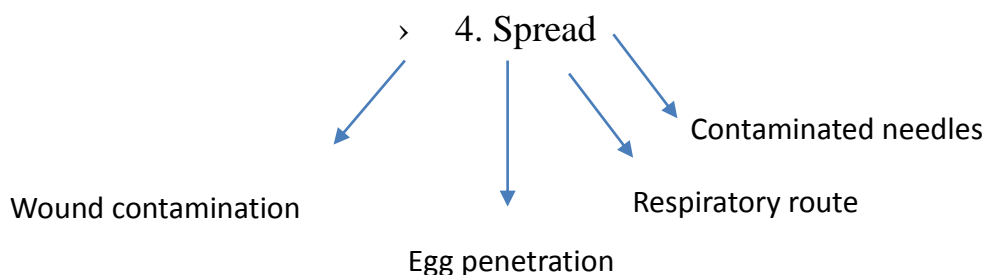 › 4. Spread
Contaminated needles
Respiratory route
Wound contamination
Egg penetration